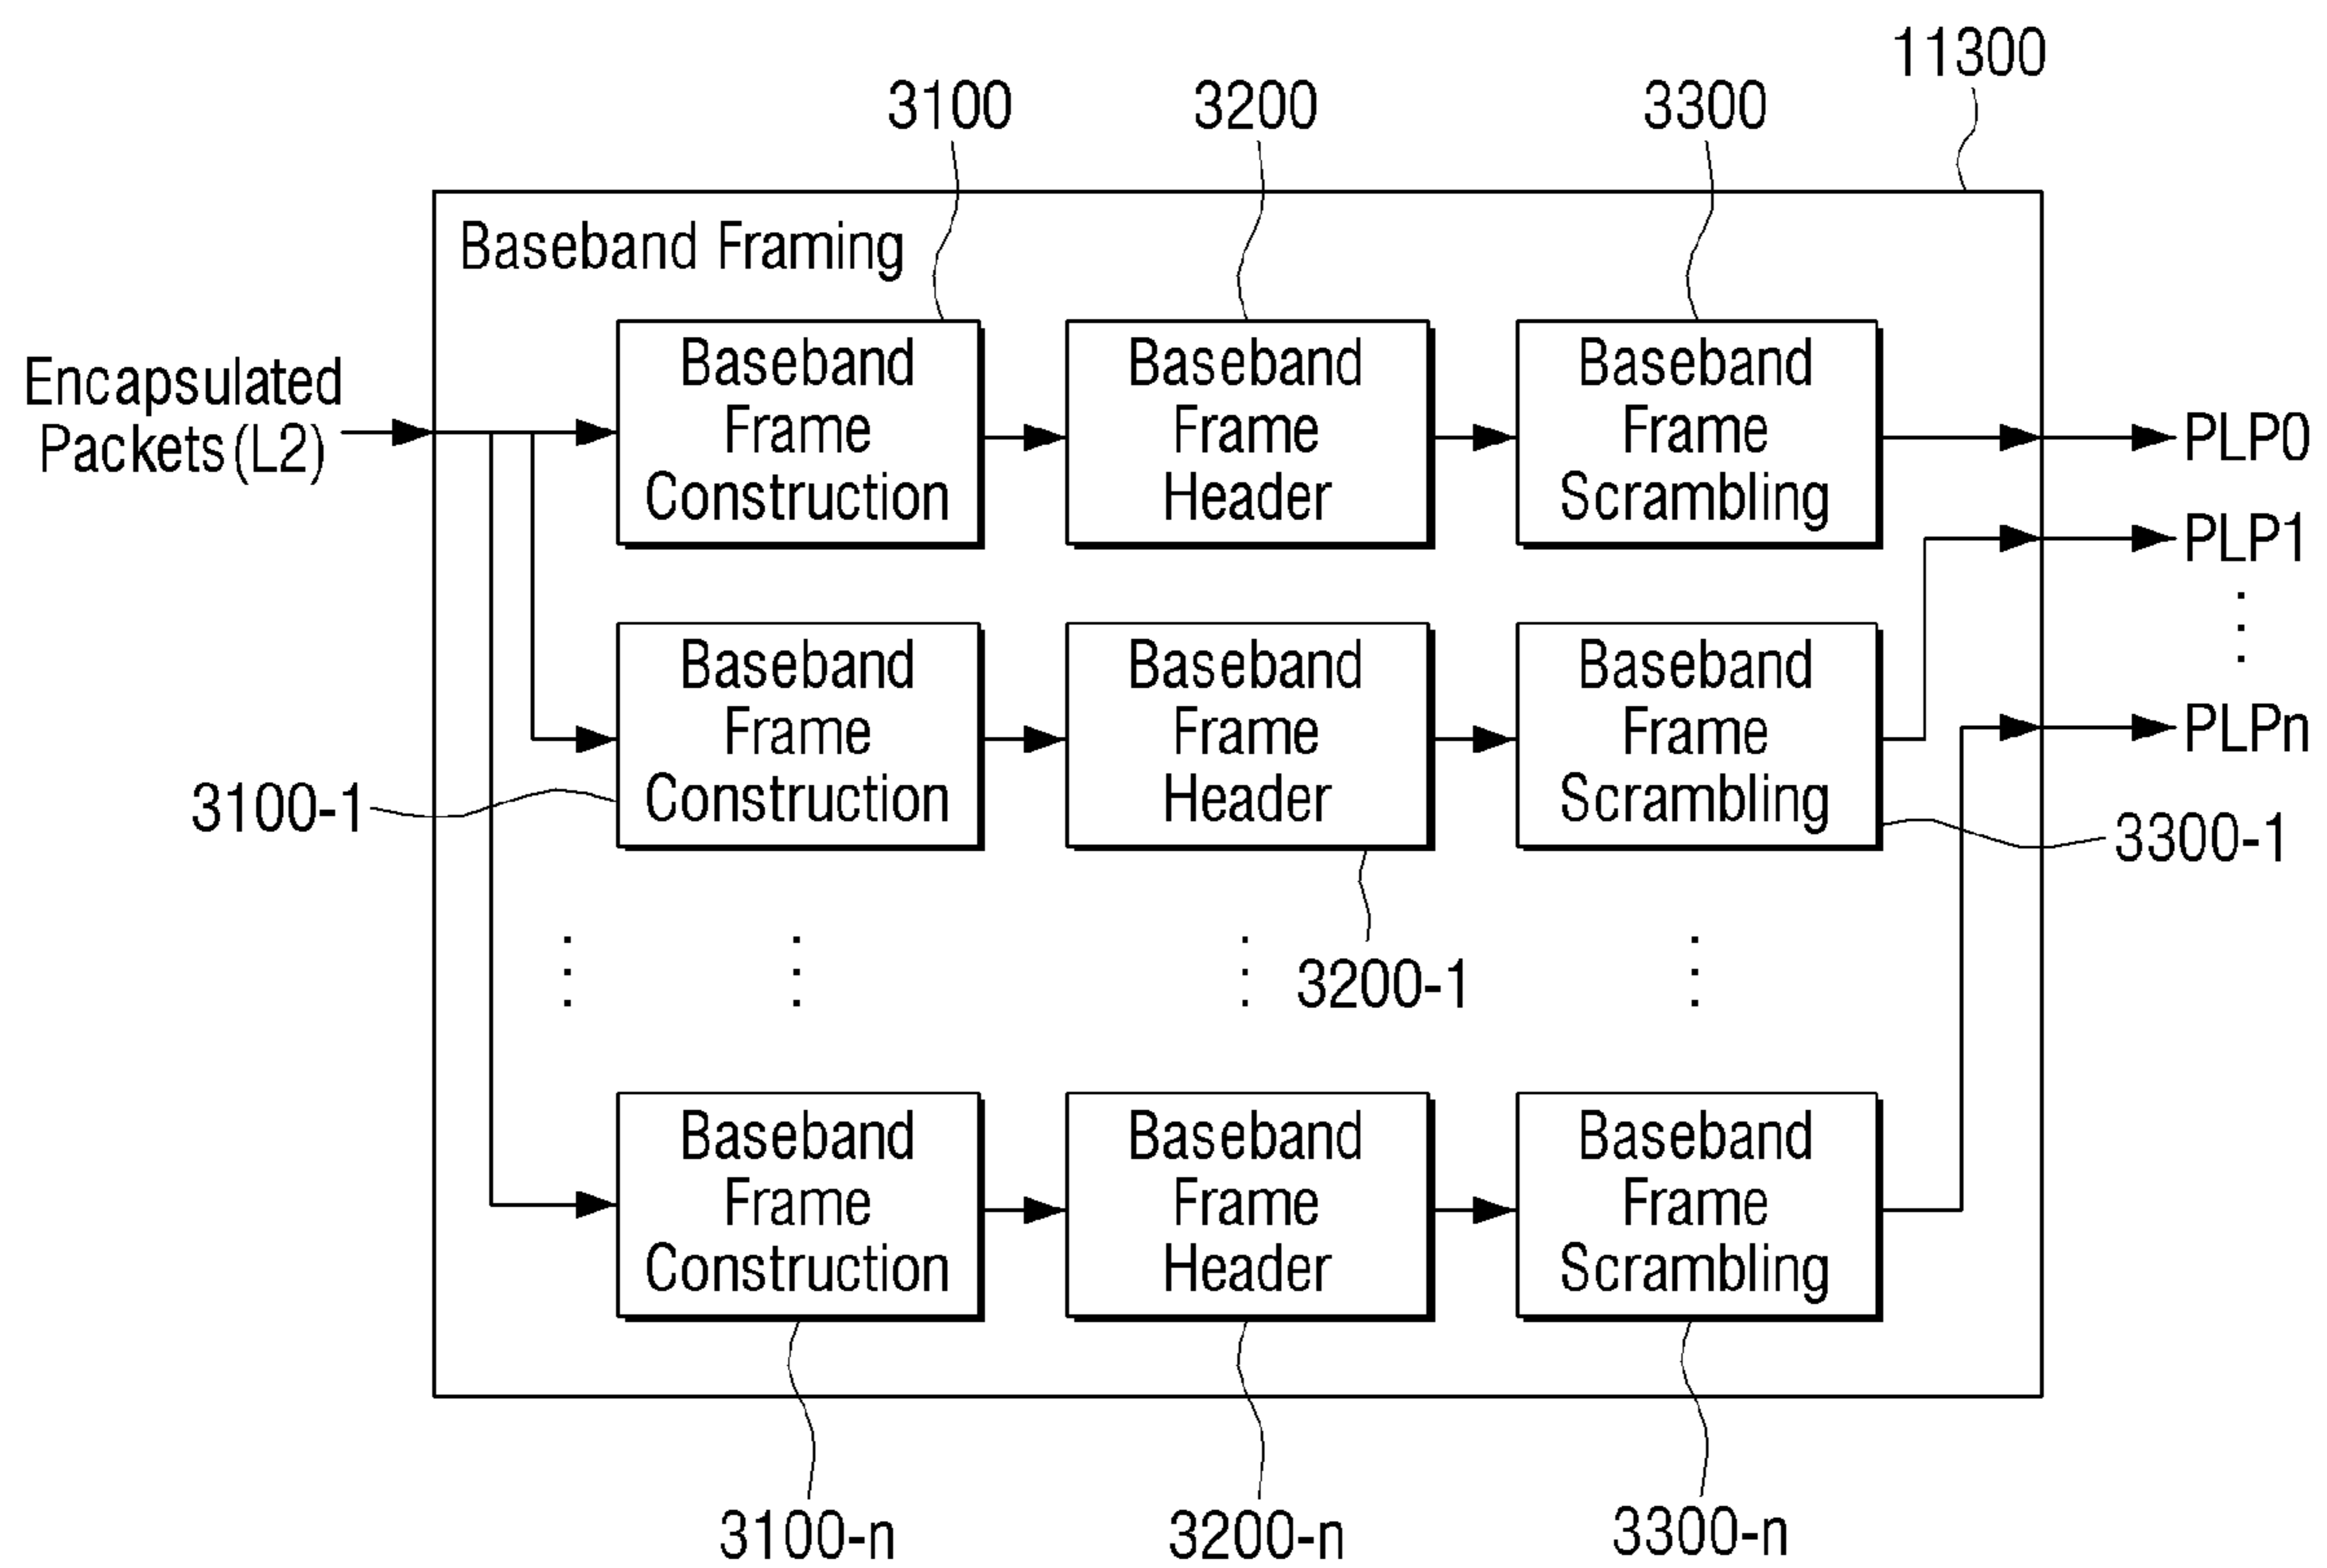 11300
3100
3200
3300
Baseband Framing
Encapsulated
Packets(L2)
Baseband
Frame
Construction
Baseband
Frame
Header
Baseband
Frame
Scrambling
PLP0
PLP1
Baseband
Frame
Construction
Baseband
Frame
Header
Baseband
Frame
Scrambling
PLPn
3100-1
3200-1
3300-1
Baseband
Frame
Construction
Baseband
Frame
Header
Baseband
Frame
Scrambling
3100-n
3200-n
3300-n